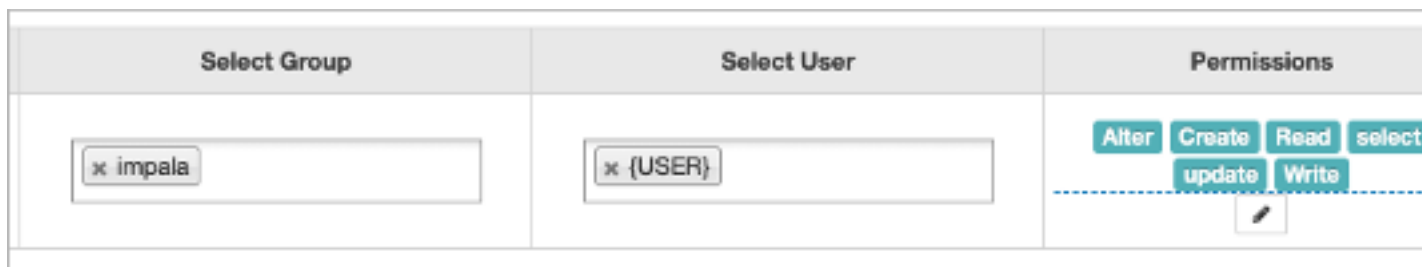 Select Group Select User Permissions
× impala × {USER} Alter Create Read select
update Write